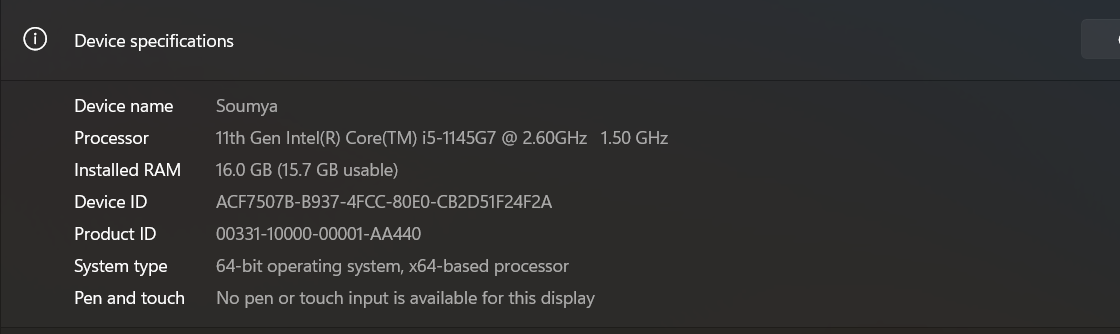 Device specifications
Device name Soumya
Processor 11th Gen Intel(R) Core(TM) i5-1145G7 @ 2.60GHz 1.50 GHz
Installed RAM 16.0 GB (15.7 GB usable)
Device ID ACF7507B-B937-4FCC-80E0-CB2D51F24F2A
Product ID 00331-10000-00001-AA440
System type 64-bit operating system, x64-based processor
Pen and touch No pen or touch input is available for this display